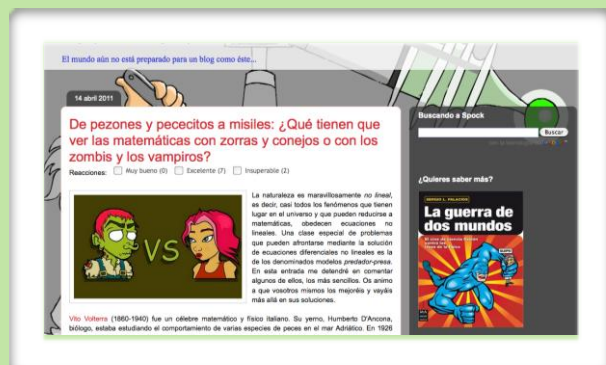 El mundo aún no está preparado para un blog como éste...
14 abril 2011
De pezones y pececitos a misiles: ¿Qué tienen que
ver las matemáticas con zorras y conejos o con los
zombis y los vampiros?
Reacciones: Muy bueno (0) Excelente (7) Insuperable (2)
La naturaleza es maravillosamente no lineal,
es decir, casi todos los fenómenos que tienen
lugar en el universo y que pueden reducirse a
matemáticas, obedecen ecuaciones no
lineales. Una clase especial de problemas
que pueden afrontarse mediante la solución
de ecuaciones diferenciales no lineales es la
de los denominados modelos predador-presa.
En esta entrada me detendré en comentar
algunos de ellos, los más sencillos. Os animo
a que vosotros mismos los mejoréis y vayáis
más allá en sus soluciones.
VS
Vito Volterra (1860-1940) fue un célebre matemático y físico italiano. Su yerno, Humberto D'Ancona,
biólogo, estaba estudiando el comportamiento de varias especies de peces en el mar Adriático. En 1926
Buscando a Spock
Buscar
¿Quieres saber más?
SERGIO L. PALACIOS
La guerra de
dos mundos